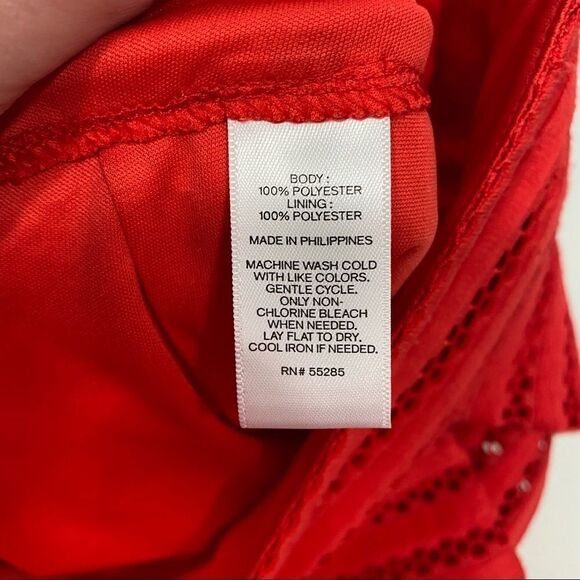 BODY :
100% POLYESTER
LINING :
100% POLYESTER
MADE IN PHILIPPINES
MACHINE WASH COLD
WITH LIKE COLORS.
GENTLE CYCLE.
ONLY NON-
CHLORINE BLEACH
WHEN NEEDED.
LAY FLAT TO DRY.
COOL IRON IF NEEDED.
RN# 55285